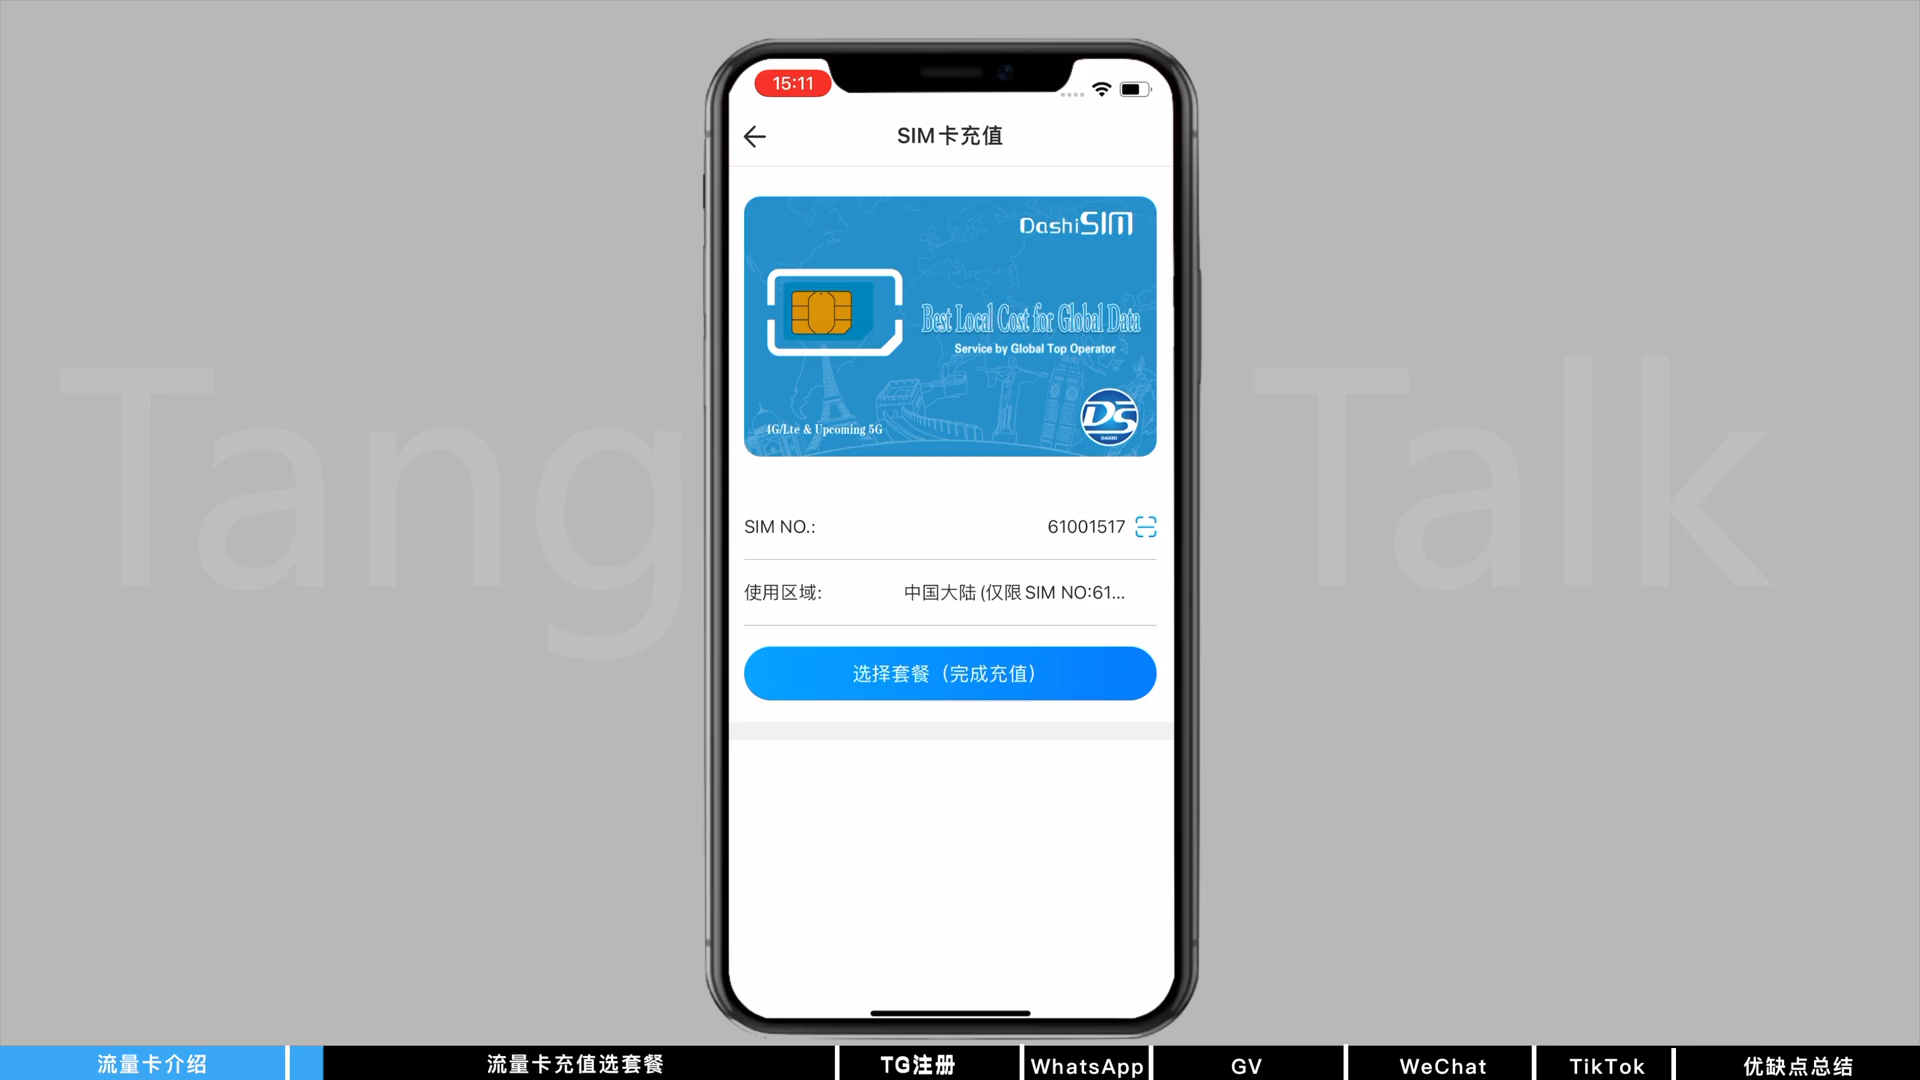 Tang Talk
15:11
SIM卡充值
DashiSIM
Best Local Cost for Global Data
Service by Global Top Operator
DS
DASHI
4G/Lte & Upcoming 5G
SIM NO.: 61001517
使用区域: 中国大陆 (仅限 SIM NO:61...
选择套餐（完成充值）
流量卡介绍 流量卡充值选套餐 TG注册 WhatsApp GV WeChat TikTok 优缺点总结